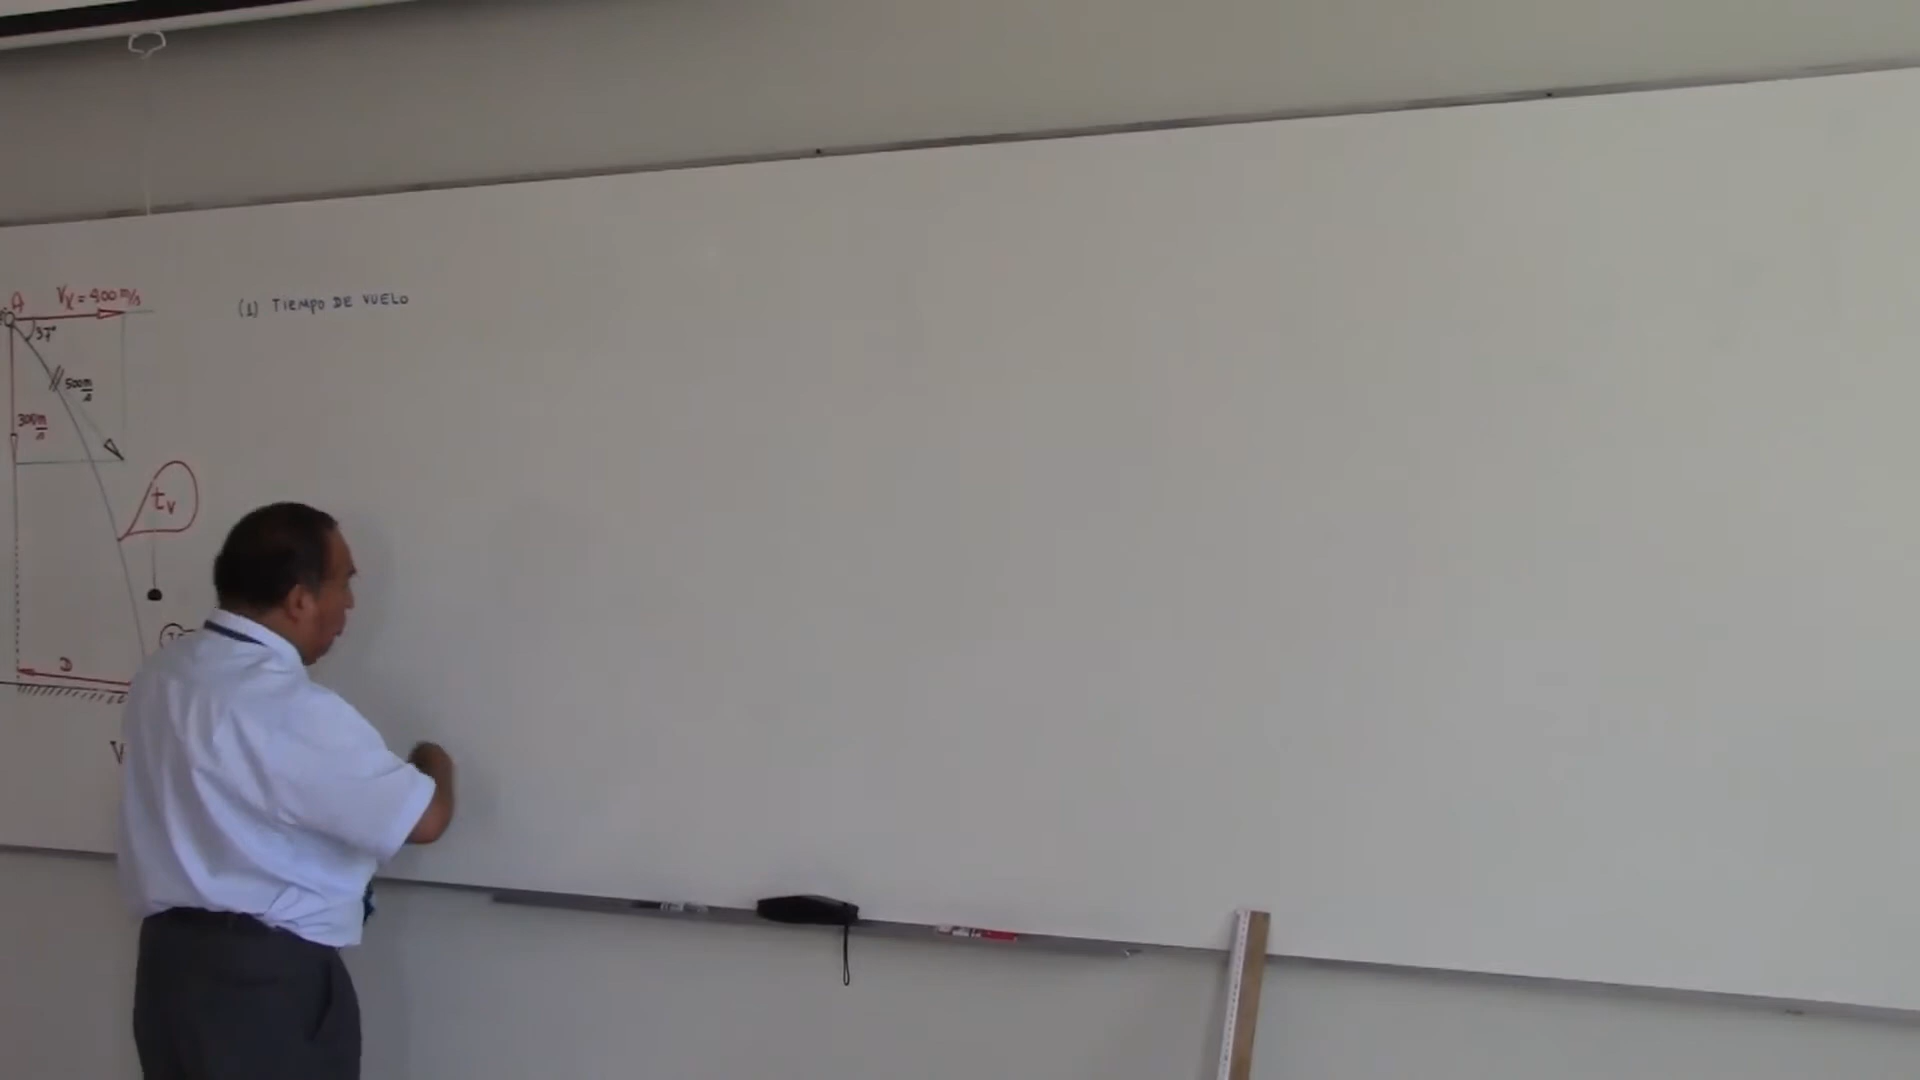 A
Vx = 400 m/s
(1) TIEMPO DE VUELO
37°
500 m/s
300 m/s
tv
D
V